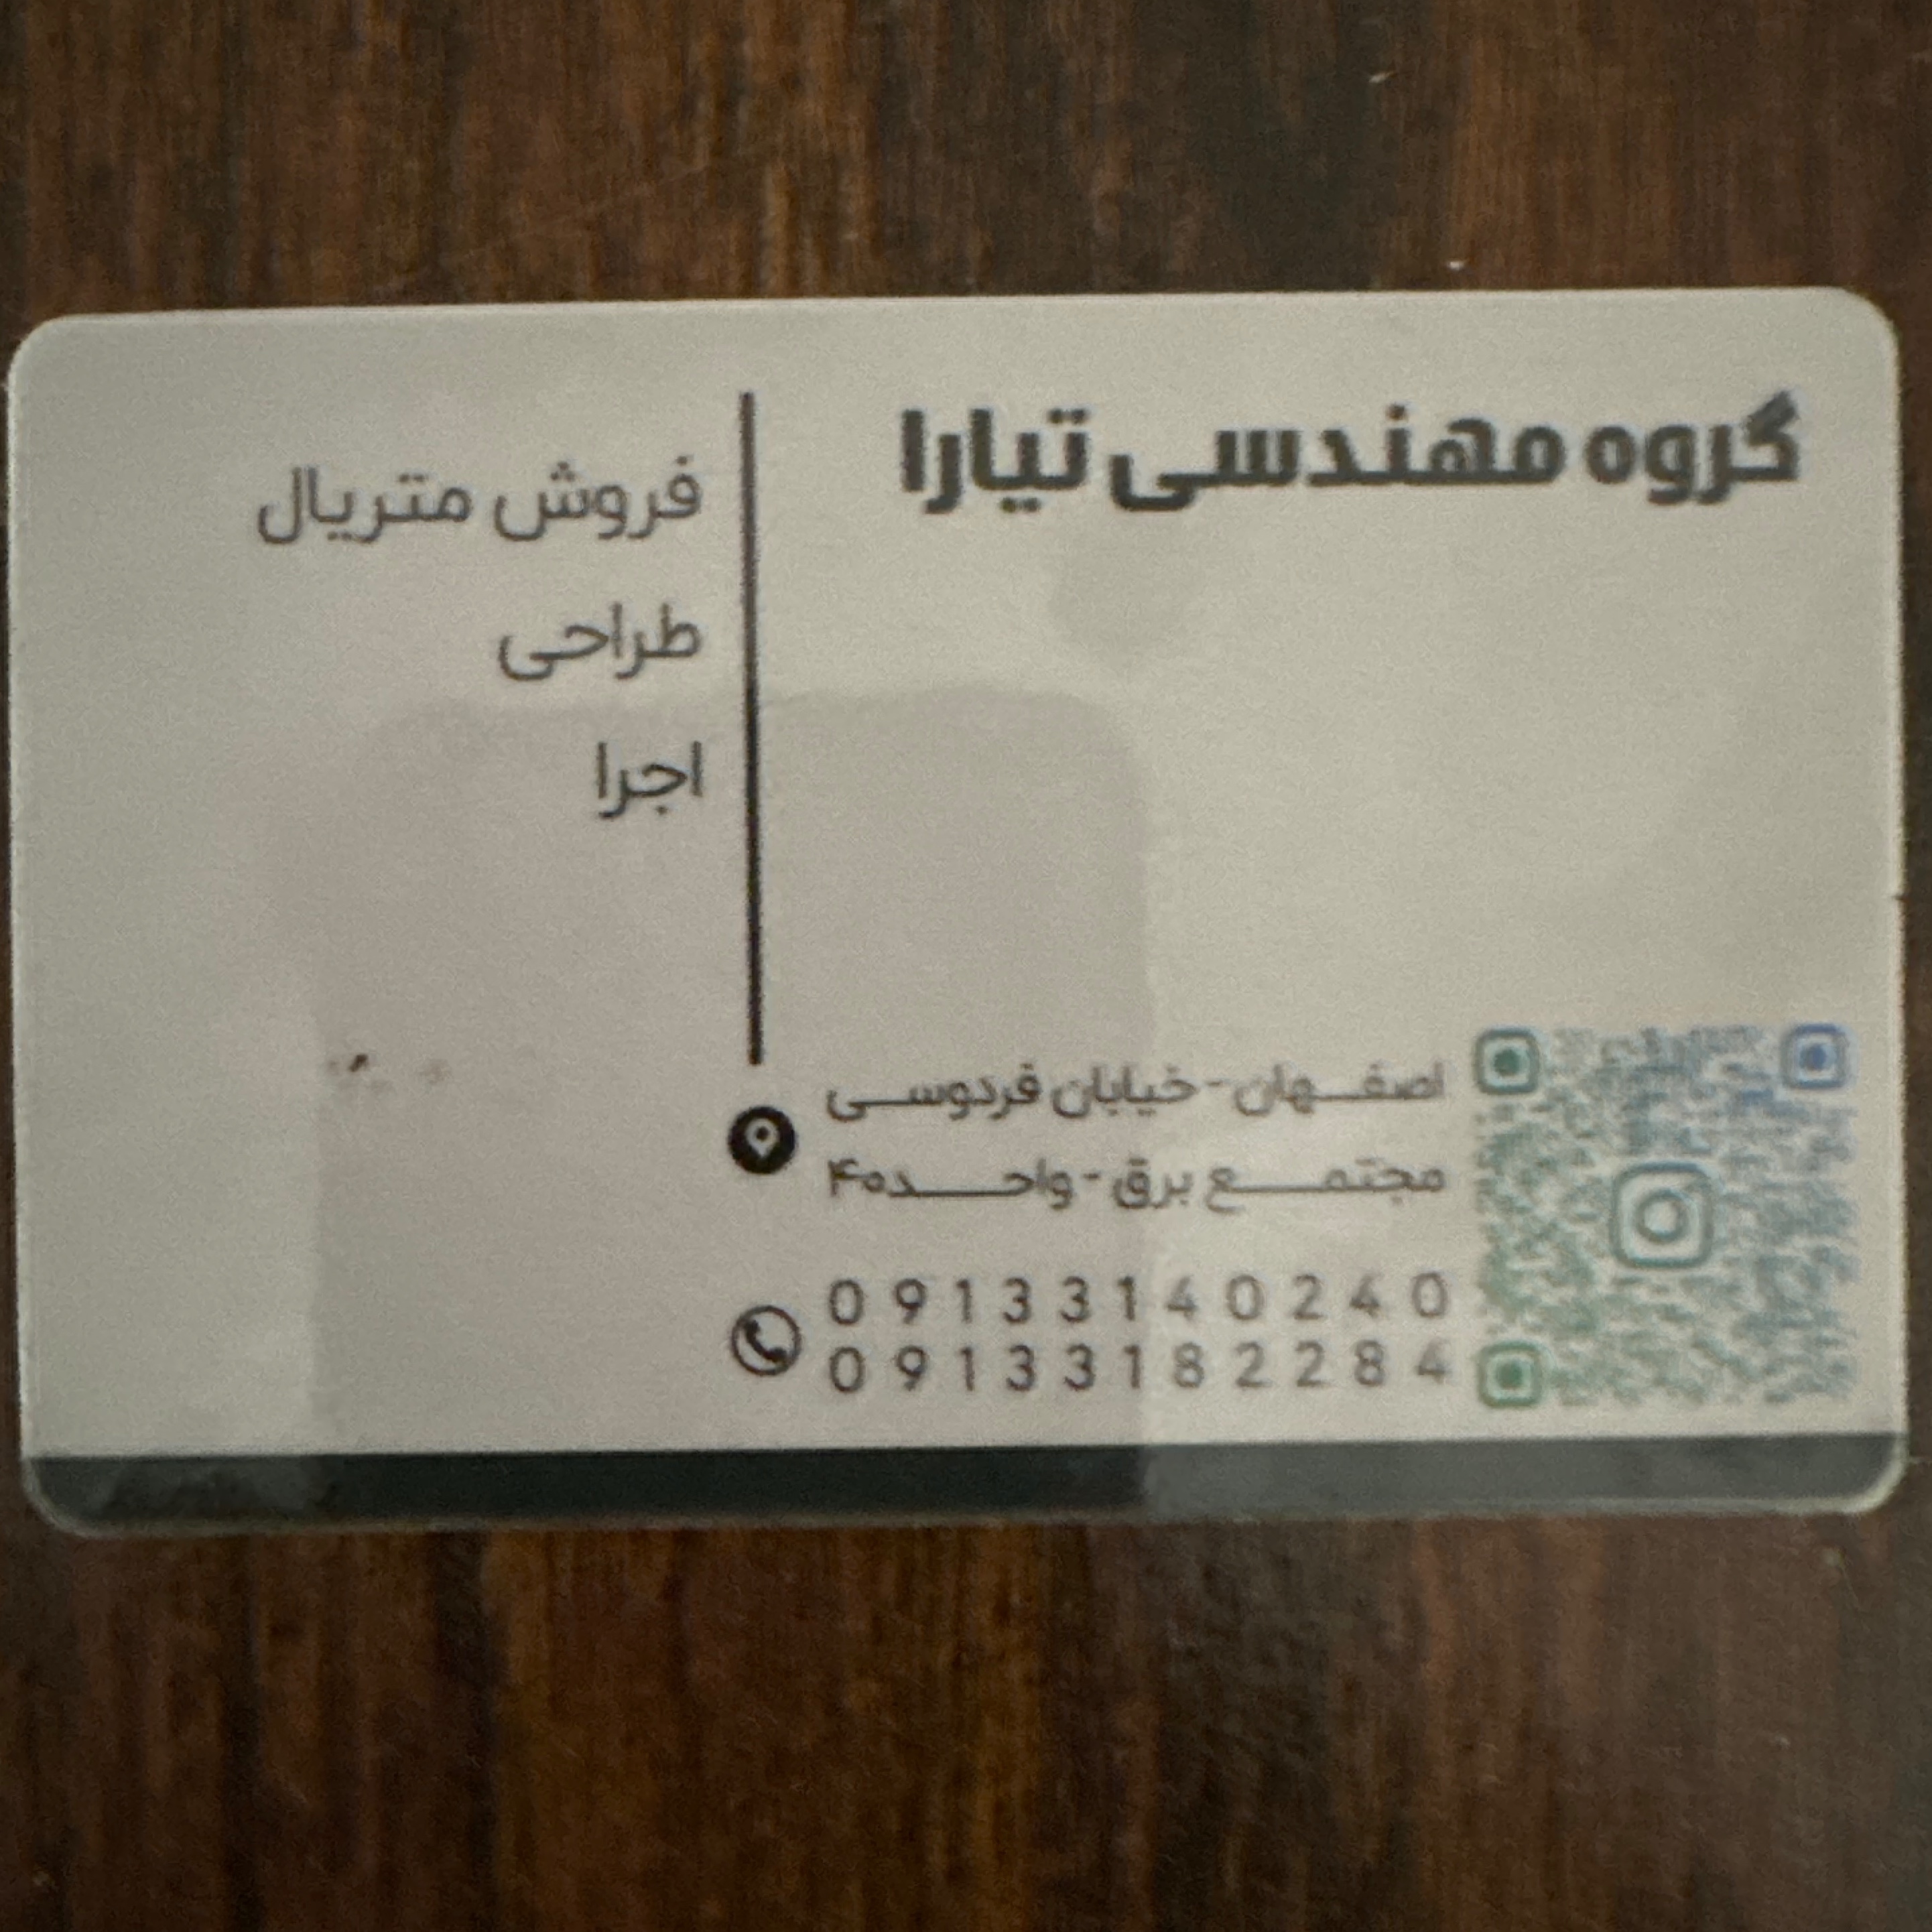 گروه مهندسی تیارا
فروش متریال
طراحی
اجرا
اصفهان - خیابان فردوسی
مجتمع برق - واحد ۴۰
09133140240
09133182284